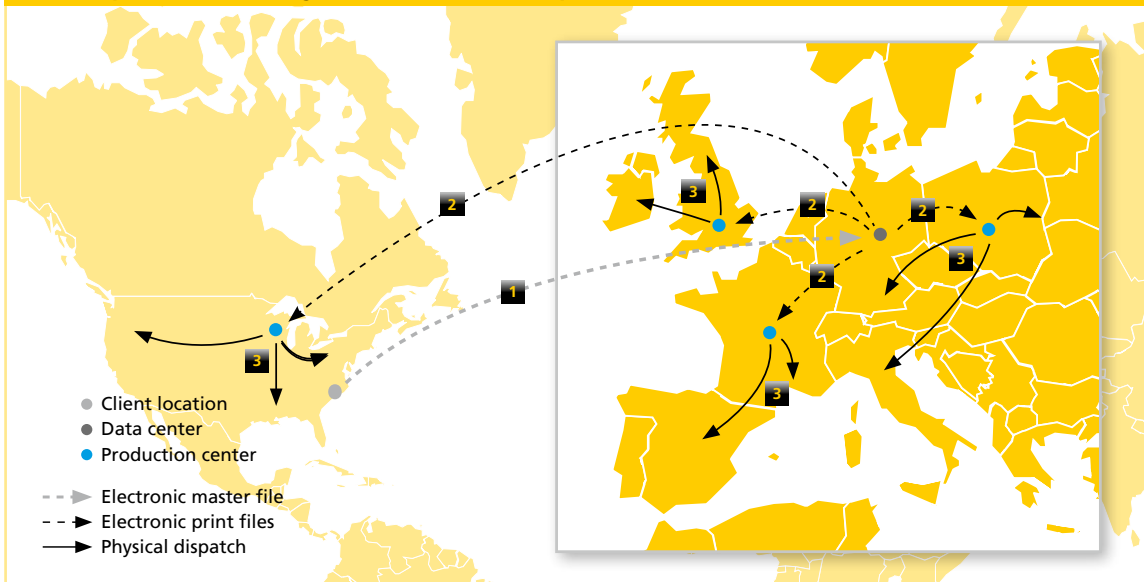 2
3
2
2
3
1
2
3
3
Client location
Data center
Production center
Electronic master file
Electronic print files
Physical dispatch